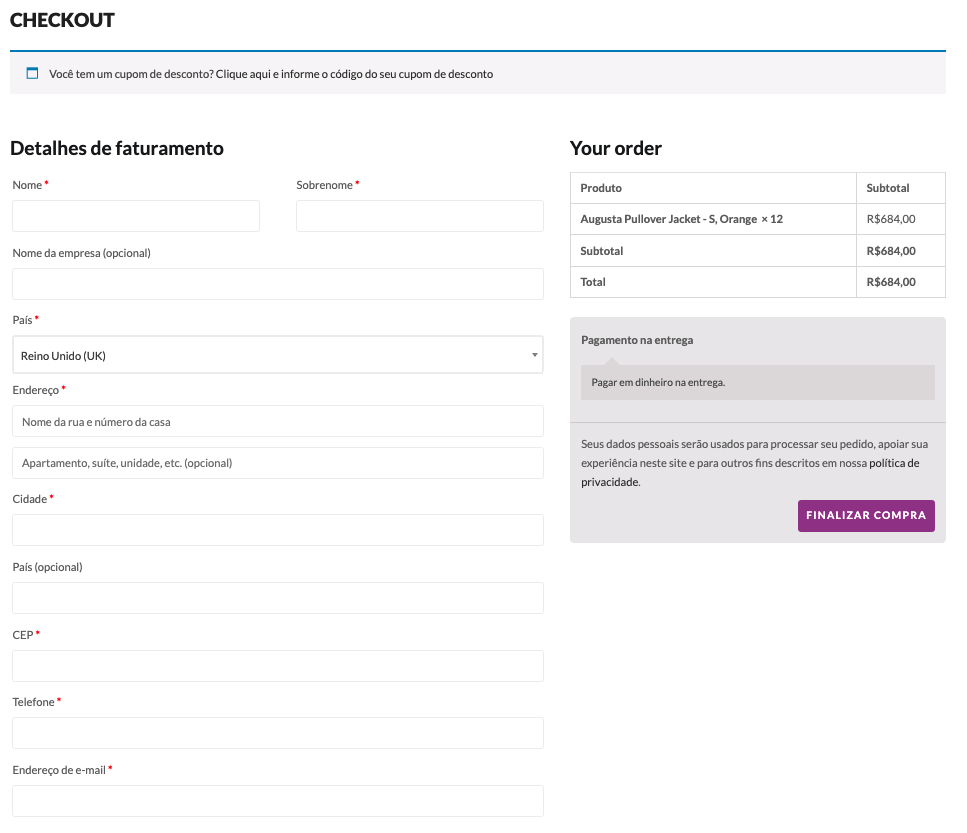 CHECKOUT
Você tem um cupom de desconto? Clique aqui e informe o código do seu cupom de desconto
Detalhes de faturamento
Nome *
Sobrenome *
Nome da empresa (opcional)
País *
Reino Unido (UK)
Endereço *
Nome da rua e número da casa
Apartamento, suíte, unidade, etc. (opcional)
Cidade *
País (opcional)
CEP *
Telefone *
Endereço de e-mail *
Your order
Produto Subtotal
Augusta Pullover Jacket - S, Orange × 12 R$684,00
Subtotal R$684,00
Total R$684,00
Pagamento na entrega
Pagar em dinheiro na entrega.
Seus dados pessoais serão usados para processar seu pedido, apoiar sua
experiência neste site e para outros fins descritos em nossa política de
privacidade.
FINALIZAR COMPRA